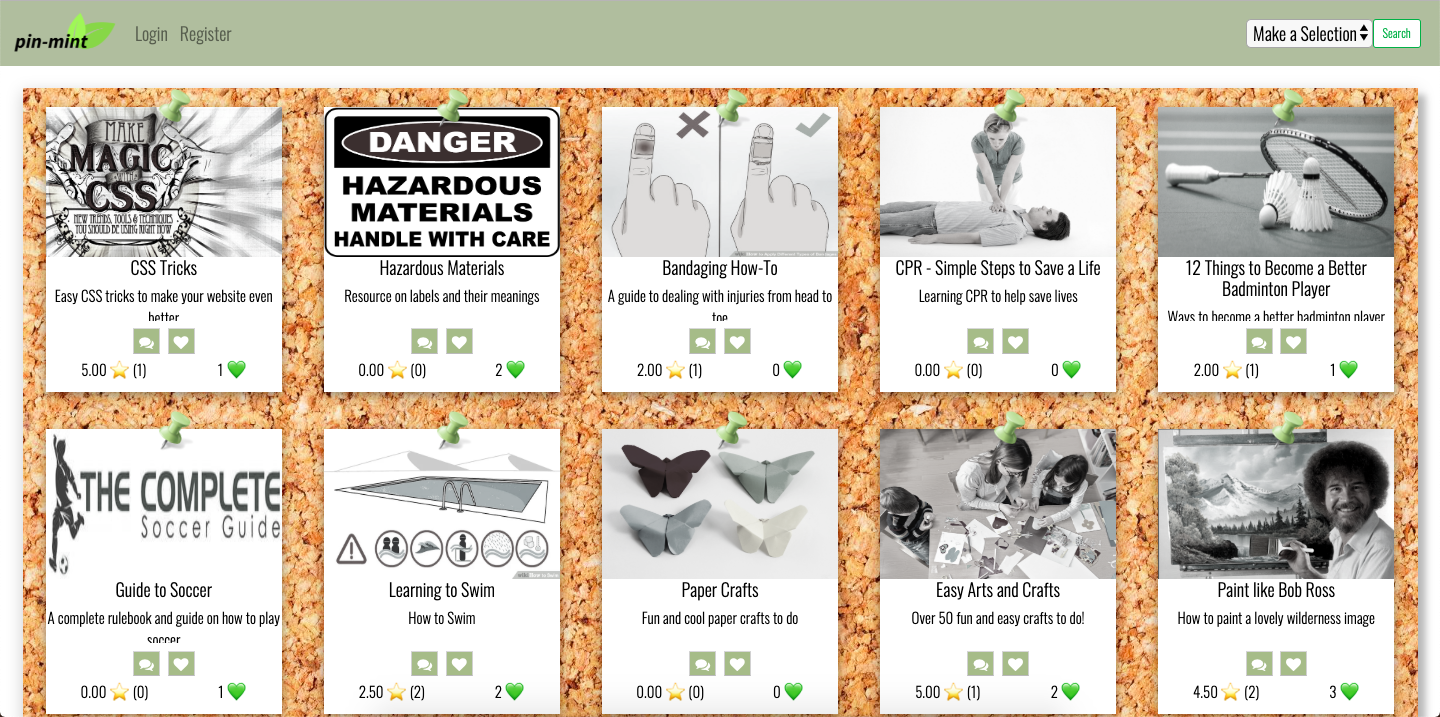 pin-mint Login Register Make a Selection Search
MAKE
MAGIC
WITH
CSS
NEW TRENDS, TOOLS & TECHNIQUES
YOU SHOULD BE USING RIGHT NOW
CSS Tricks
Easy CSS tricks to make your website even
better
5.00 (1) 1
DANGER
HAZARDOUS
MATERIALS
HANDLE WITH CARE
Hazardous Materials
Resource on labels and their meanings
0.00 (0) 2
Bandaging How-To
A guide to dealing with injuries from head to
toe
2.00 (1) 0
CPR - Simple Steps to Save a Life
Learning CPR to help save lives
0.00 (0) 0
12 Things to Become a Better
Badminton Player
Ways to become a better badminton player
2.00 (1) 1
THE COMPLETE
Soccer Guide
Guide to Soccer
A complete rulebook and guide on how to play
soccer
0.00 (0) 1
Learning to Swim
How to Swim
2.50 (2) 2
Paper Crafts
Fun and cool paper crafts to do
0.00 (0) 0
Easy Arts and Crafts
Over 50 fun and easy crafts to do!
5.00 (1) 2
Paint like Bob Ross
How to paint a lovely wilderness image
4.50 (2) 3